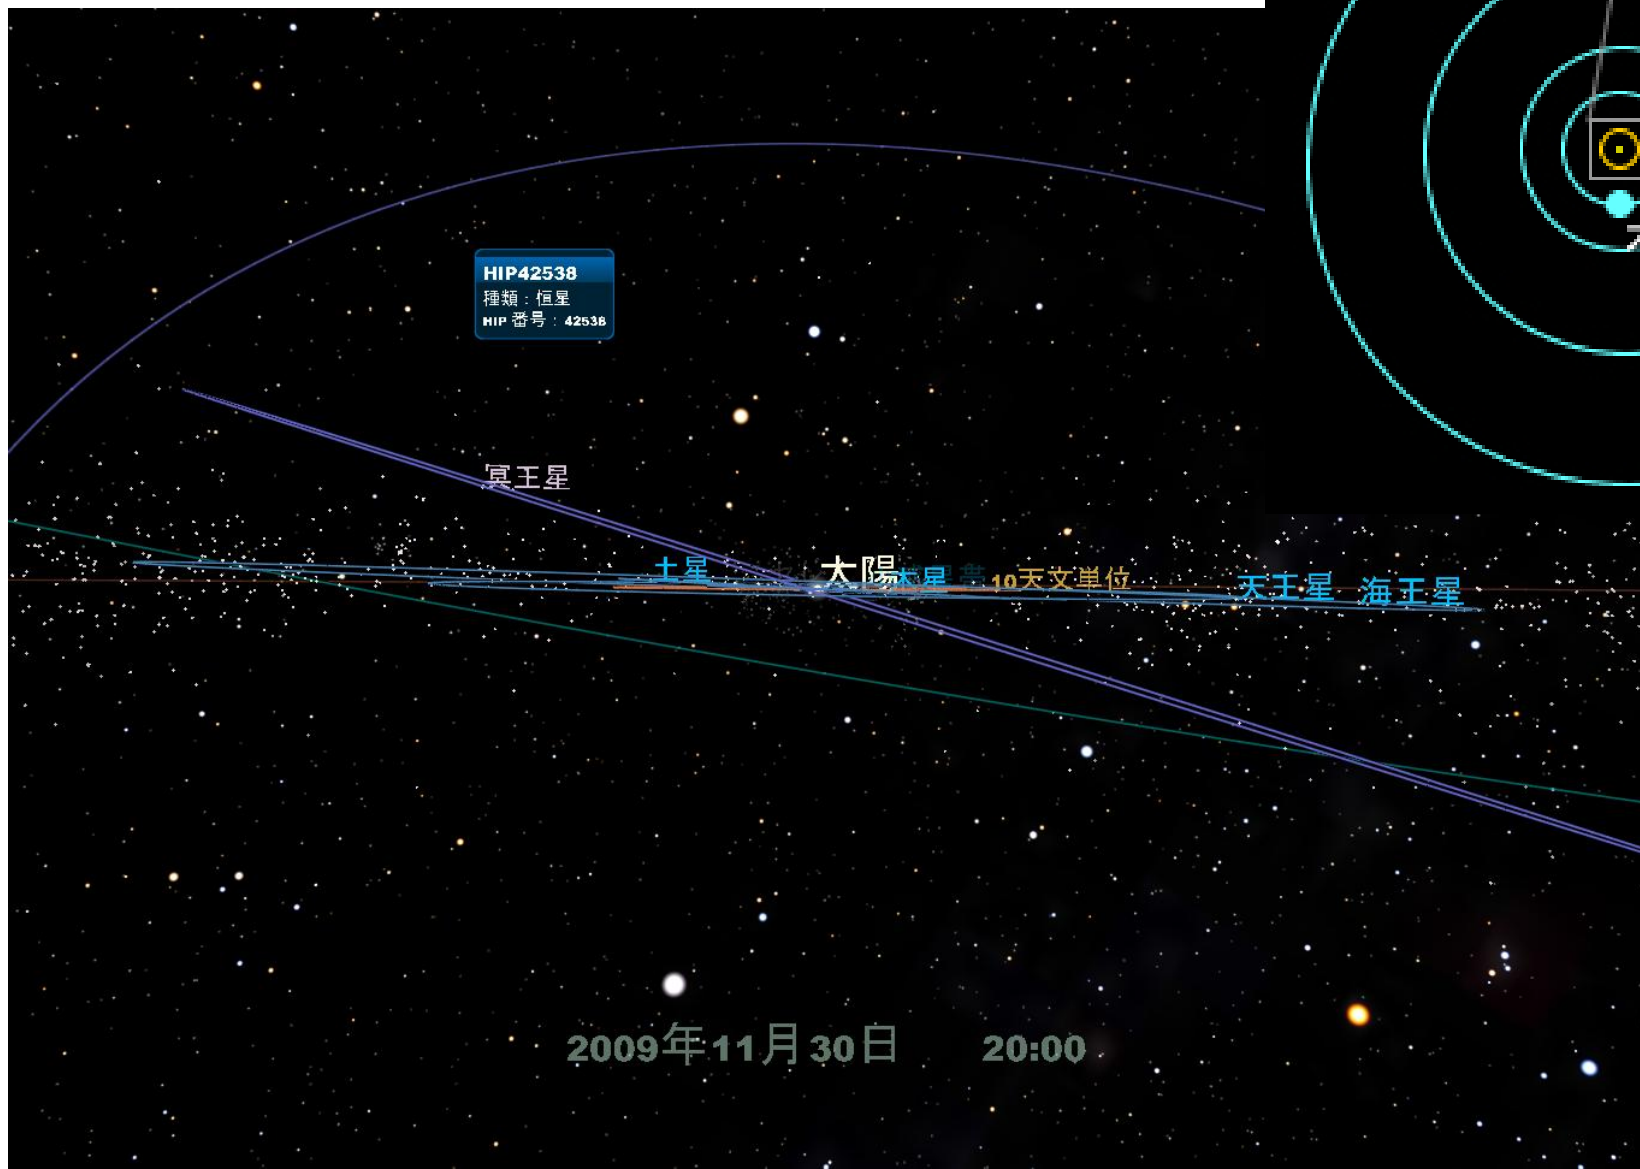 HIP42538
種類：恒星
HIP 番号：42538
冥王星
土星
太陽
木星
10天文単位
天王星
海王星
2009年11月30日 20:00